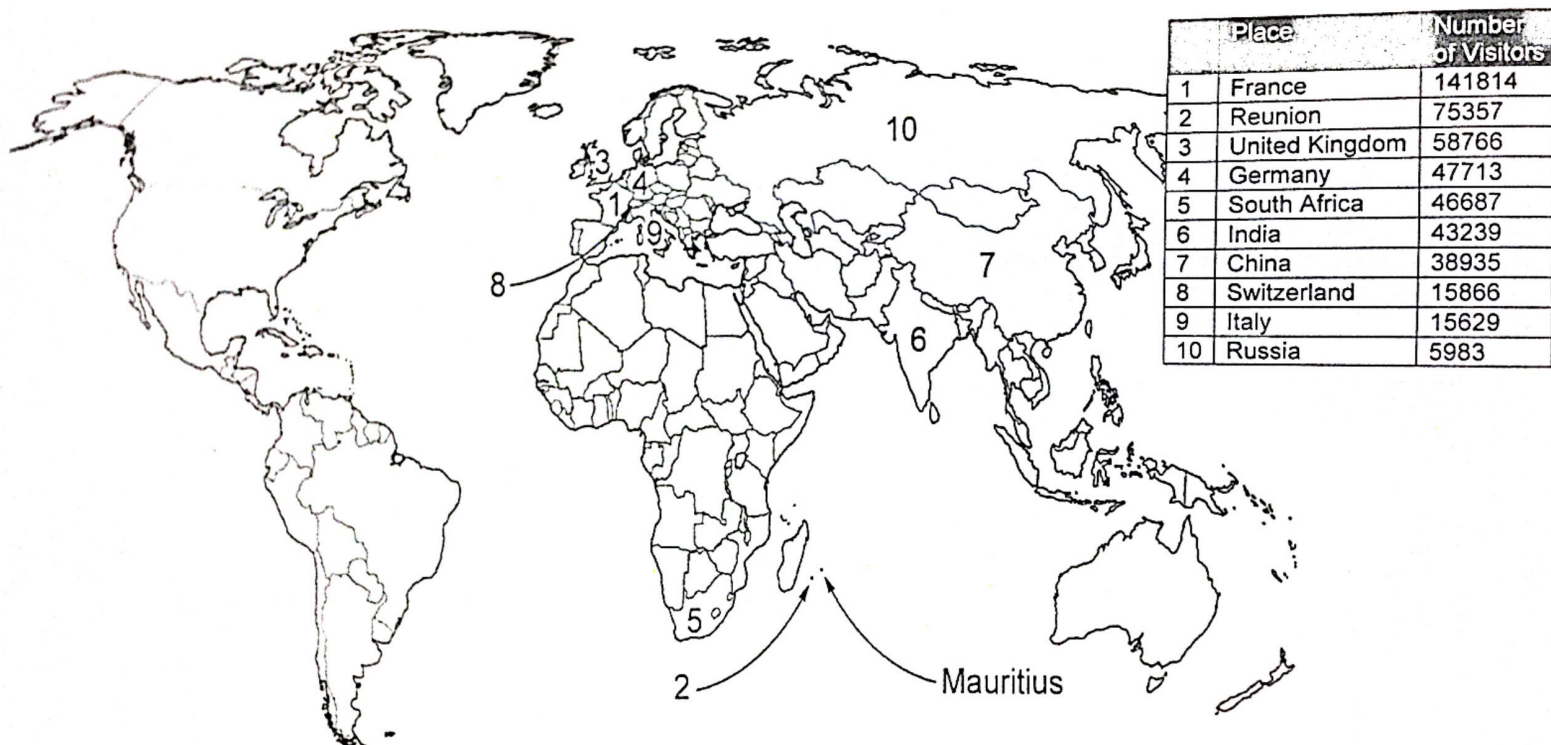 Place Number of Visitors
1 France 141814
2 Reunion 75357
3 United Kingdom 58766
4 Germany 47713
5 South Africa 46687
6 India 43239
7 China 38935
8 Switzerland 15866
9 Italy 15629
10 Russia 5983
10
3
4
1
9
8
7
6
5
2
Mauritius